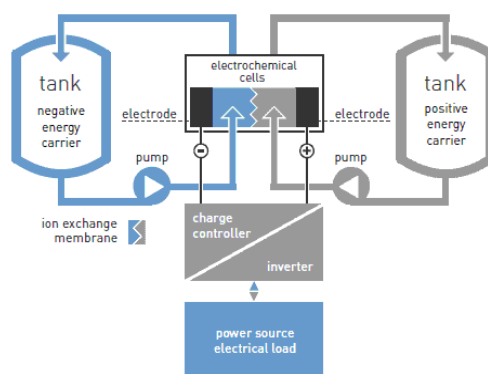 electrochemical
cells
tank
negative
energy
carrier
electrode
electrode
tank
positive
energy
carrier
pump
-
+
pump
ion exchange
membrane
charge
controller
inverter
power source
electrical load